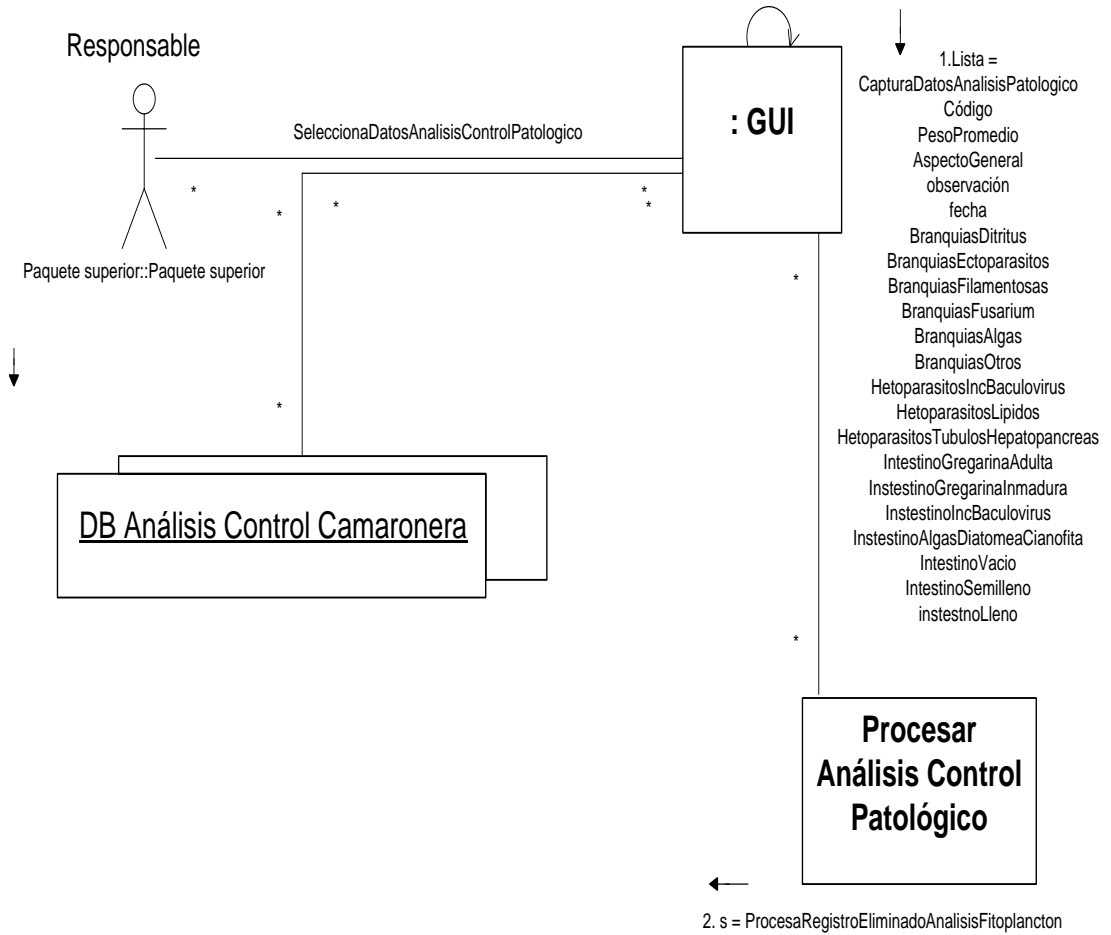 Responsable
SeleccionaDatosAnalisisControlPatologico
: GUI
*
*
*
*
*
Paquete superior::Paquete superior
*
*
*
DB Análisis Control Camaronera
1.Lista =
CapturaDatosAnalisisPatologico
Código
PesoPromedio
AspectoGeneral
observación
fecha
BranquiasDitritus
BranquiasEctoparasitos
BranquiasFilamentosas
BranquiasFusarium
BranquiasAlgas
BranquiasOtros
HetoparasitosIncBaculovirus
HetoparasitosLipidos
HetoparasitosTubulosHepatopancreas
IntestinoGregarinaAdulta
InstestinoGregarinaInmadura
InstestinoIncBaculovirus
InstestinoAlgasDiatomeaCianofita
IntestinoVacio
IntestinoSemilleno
instestnoLleno
Procesar
Análisis Control
Patológico
2. s = ProcesaRegistroEliminadoAnalisisFitoplancton